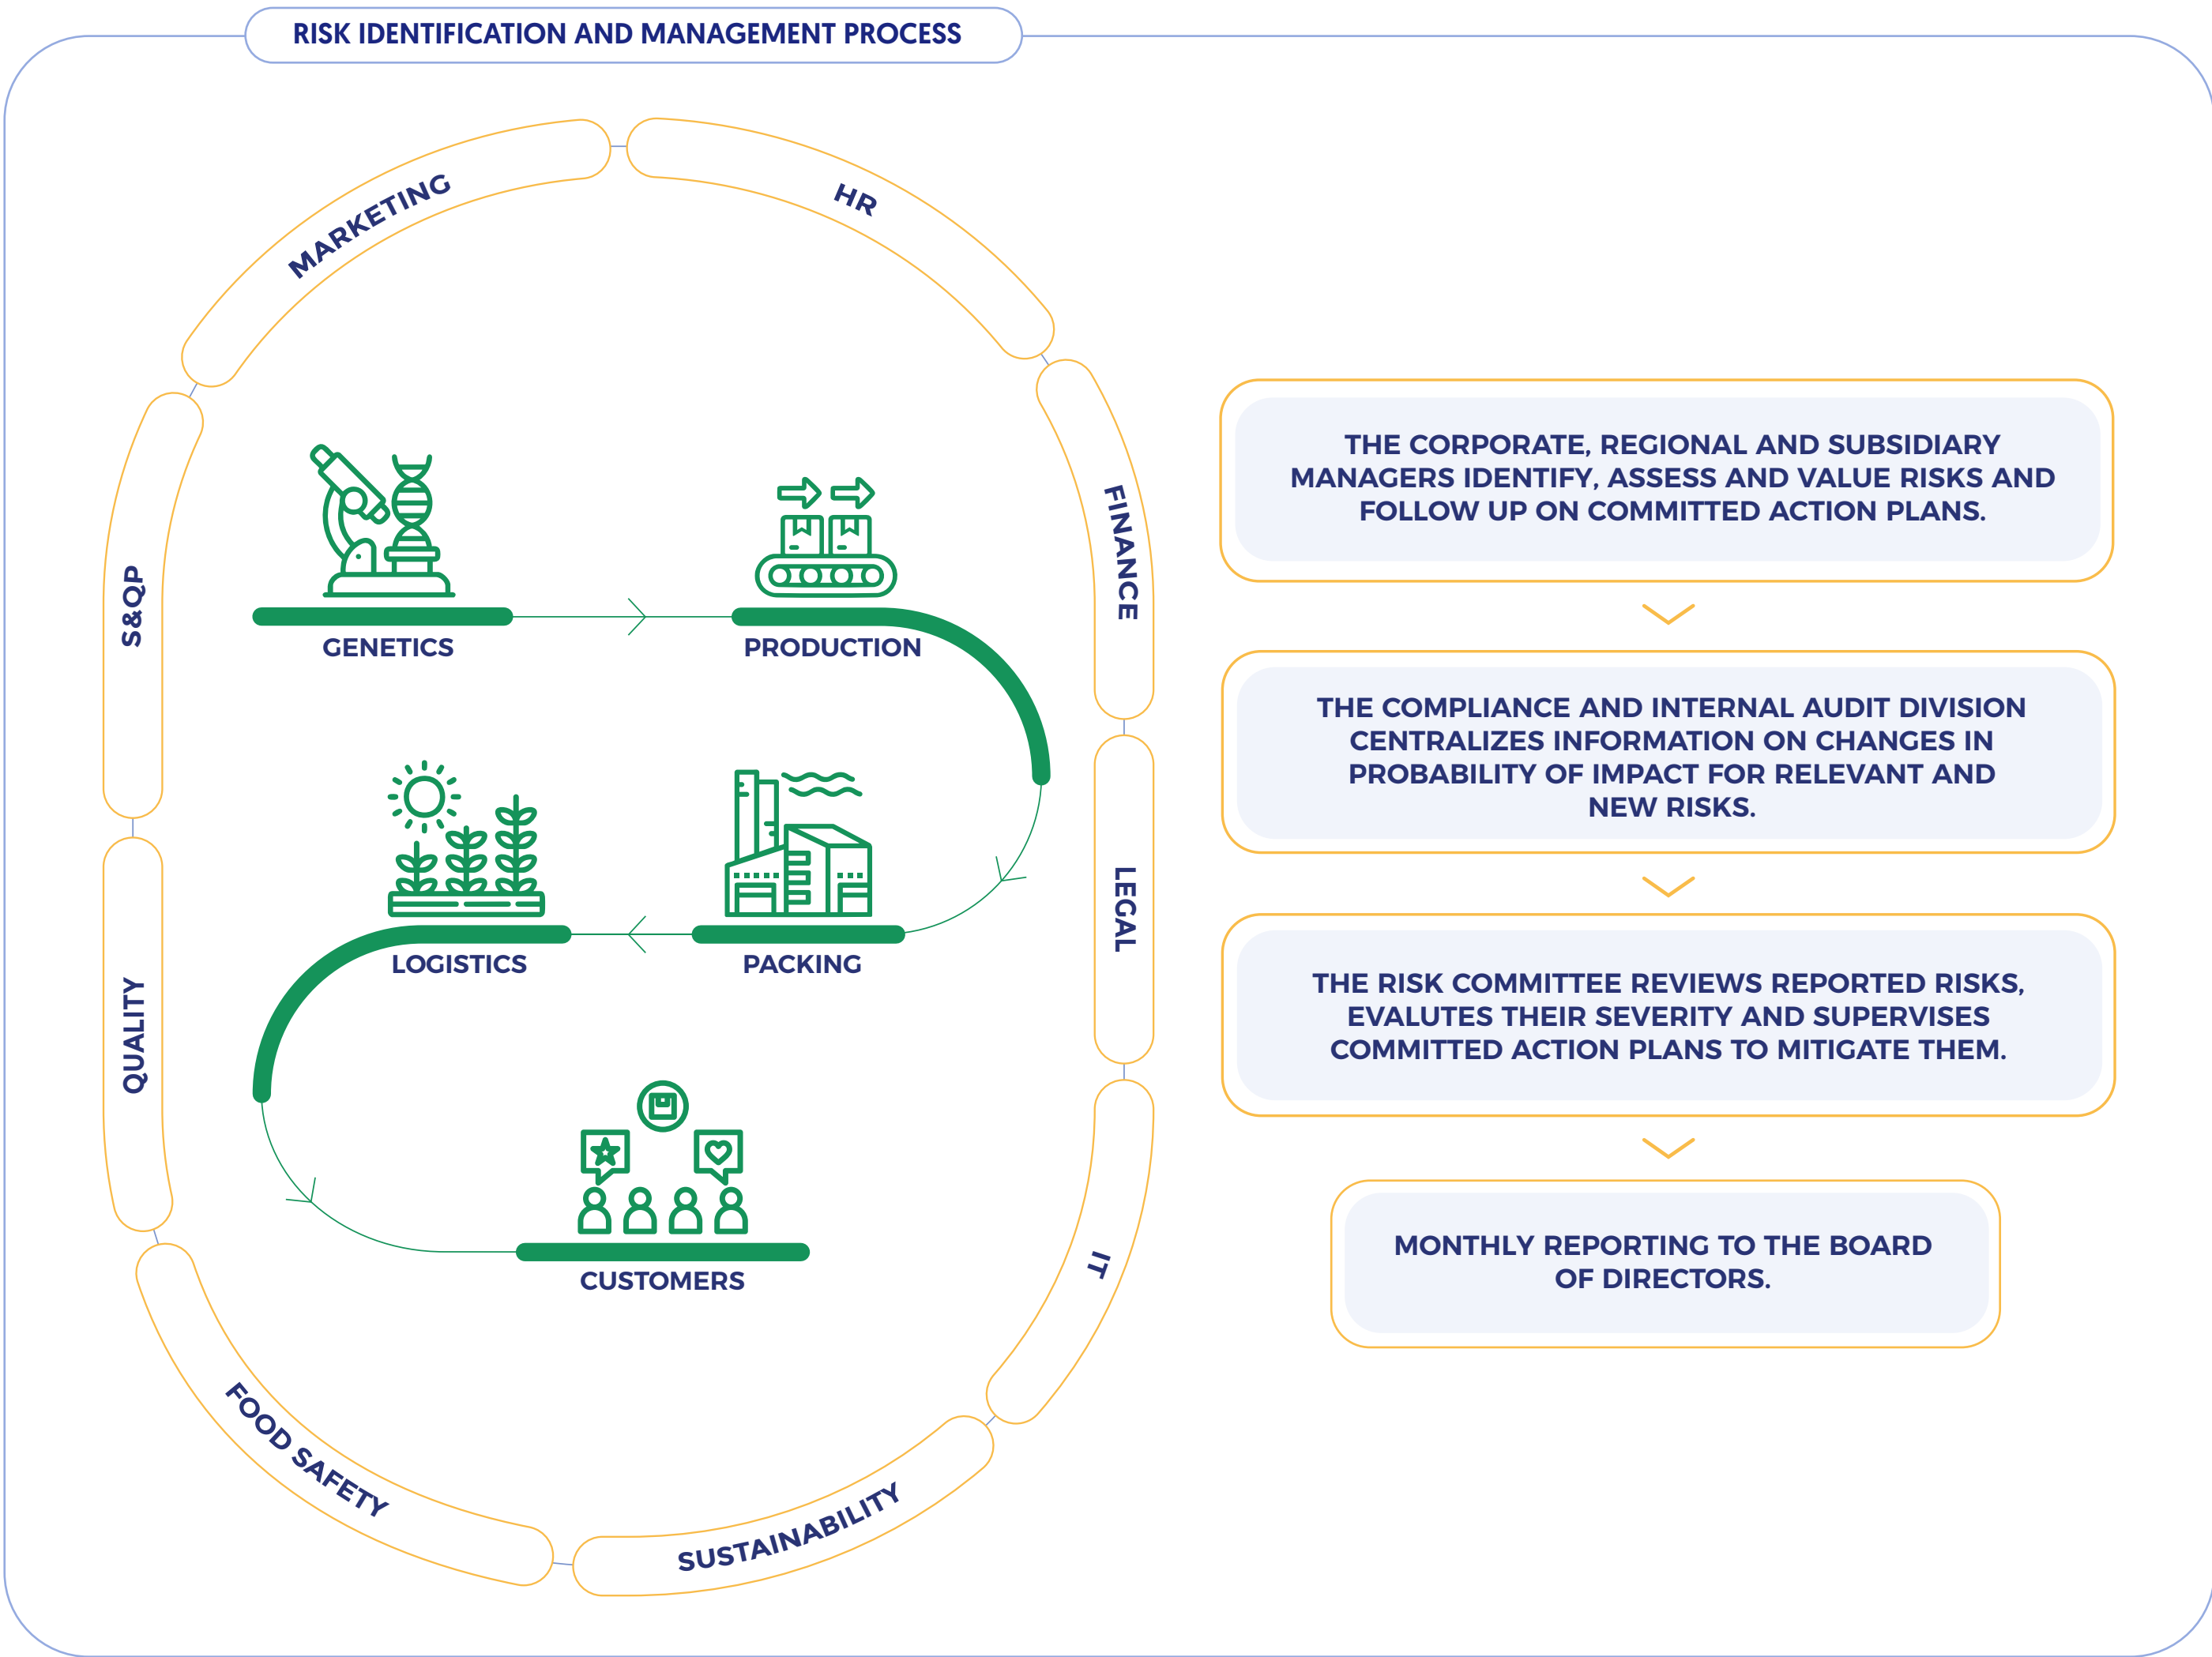 RISK IDENTIFICATION AND MANAGEMENT PROCESS
MARKETING
HR
FINANCE
LEGAL
IT
SUSTAINABILITY
FOOD SAFETY
QUALITY
S&QP
GENETICS
PRODUCTION
PACKING
LOGISTICS
CUSTOMERS
THE CORPORATE, REGIONAL AND SUBSIDIARY
MANAGERS IDENTIFY, ASSESS AND VALUE RISKS AND
FOLLOW UP ON COMMITTED ACTION PLANS.
THE COMPLIANCE AND INTERNAL AUDIT DIVISION
CENTRALIZES INFORMATION ON CHANGES IN
PROBABILITY OF IMPACT FOR RELEVANT AND
NEW RISKS.
THE RISK COMMITTEE REVIEWS REPORTED RISKS,
EVALUTES THEIR SEVERITY AND SUPERVISES
COMMITTED ACTION PLANS TO MITIGATE THEM.
MONTHLY REPORTING TO THE BOARD
OF DIRECTORS.